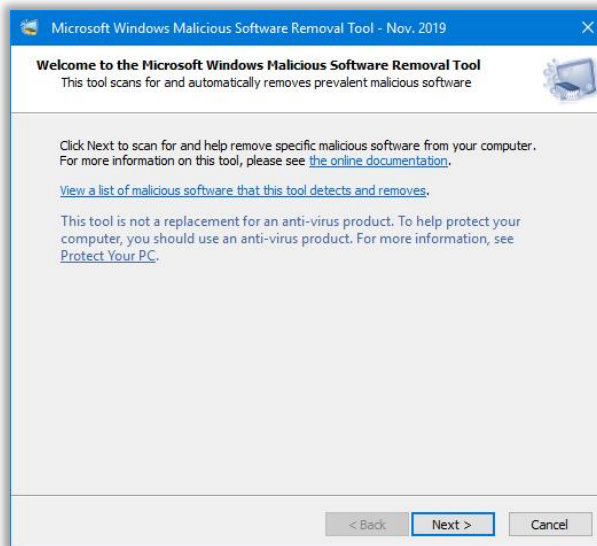 Microsoft Windows Malicious Software Removal Tool - Nov. 2019
Welcome to the Microsoft Windows Malicious Software Removal Tool
This tool scans for and automatically removes prevalent malicious software
Click Next to scan for and help remove specific malicious software from your computer.
For more information on this tool, please see the online documentation.
View a list of malicious software that this tool detects and removes.
This tool is not a replacement for an anti-virus product. To help protect your
computer, you should use an anti-virus product. For more information, see
Protect Your PC.
< Back Next > Cancel